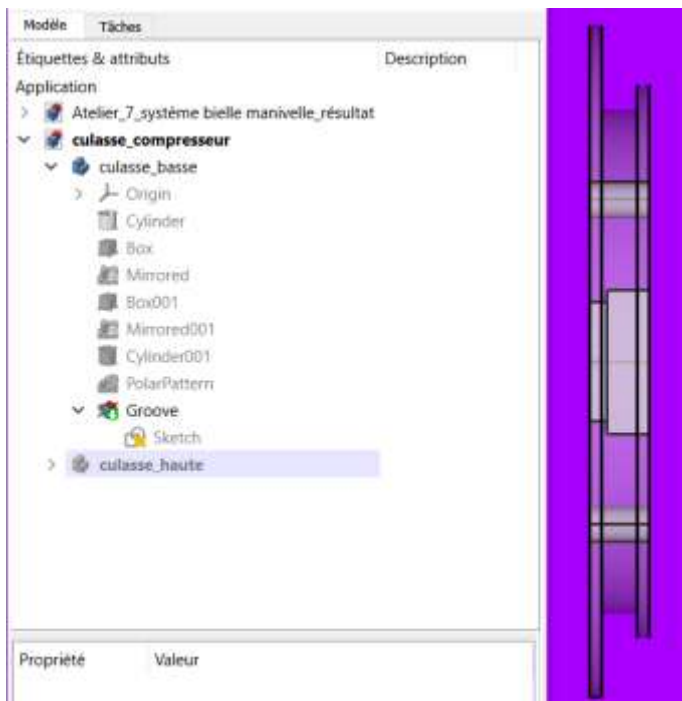 Modèle Tâches
Étiquettes & attributs Description
Application
Atelier_7_système bielle manivelle_résultat
culasse_compresseur
culasse_basse
Origin
Cylinder
Box
Mirrored
Box001
Mirrored001
Cylinder001
PolarPattern
Groove
Sketch
culasse_haute
Propriété Valeur